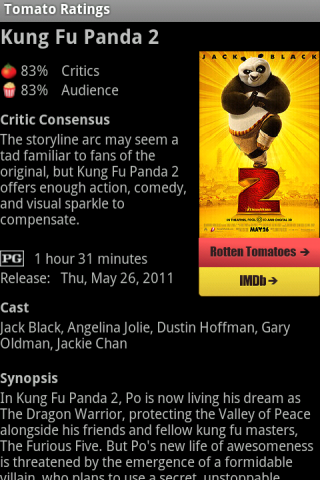 Tomato Ratings
Kung Fu Panda 2
83% Critics
83% Audience
Critic Consensus
The storyline arc may seem a
tad familiar to fans of the
original, but Kung Fu Panda 2
offers enough action, comedy,
and visual sparkle to
compensate.
JACK BLACK
2
MAY 26
Rotten Tomatoes →
IMDb →
PG 1 hour 31 minutes
Release: Thu, May 26, 2011
Cast
Jack Black, Angelina Jolie, Dustin Hoffman, Gary
Oldman, Jackie Chan
Synopsis
In Kung Fu Panda 2, Po is now living his dream as
The Dragon Warrior, protecting the Valley of Peace
alongside his friends and fellow kung fu masters,
The Furious Five. But Po's new life of awesomeness
is threatened by the emergence of a formidable
villain, who plans to use a secret, unstoppable